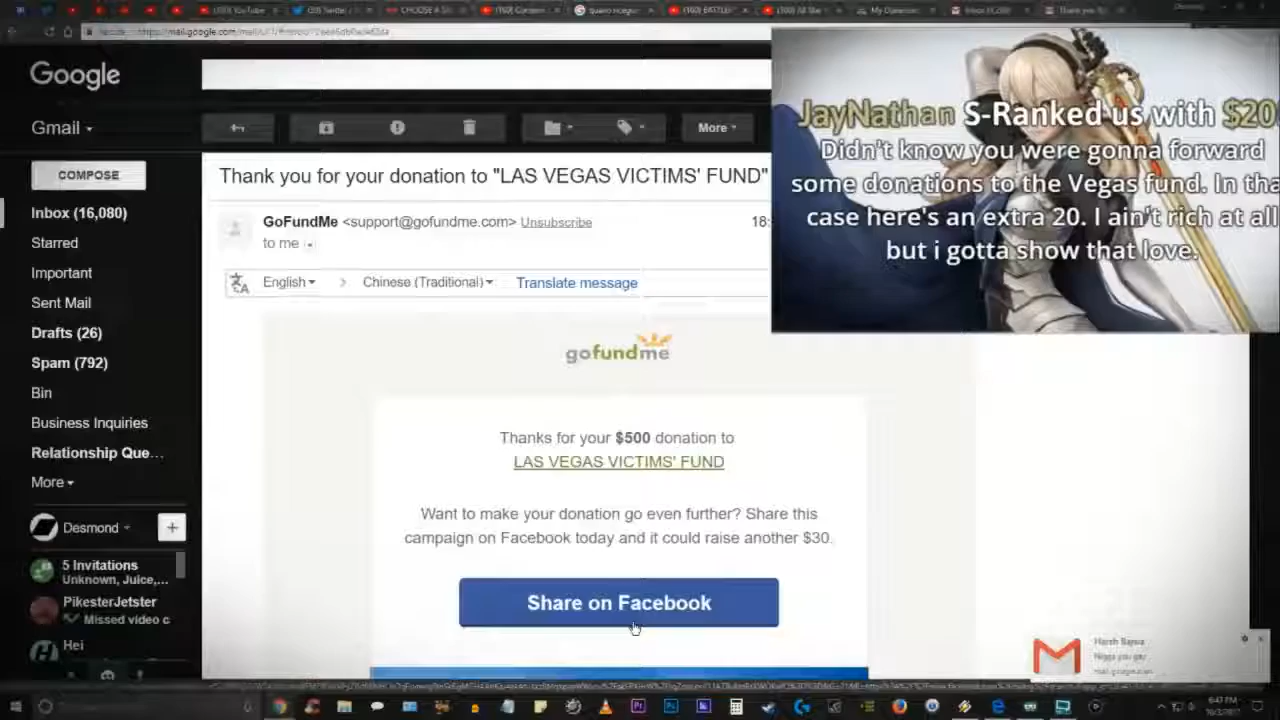 Google
Gmail
More
COMPOSE
Inbox (16,080)
Starred
Important
Sent Mail
Drafts (26)
Spam (792)
Bin
Business Inquiries
Relationship Que...
More
Desmond
5 Invitations
Unknown, Juice,...
PikesterJetster
Missed video c
Hei
Thank you for your donation to "LAS VEGAS VICTIMS' FUND"
GoFundMe <support@gofundme.com> Unsubscribe
18:
to me
English > Chinese (Traditional) Translate message
gofundme
Thanks for your $500 donation to
LAS VEGAS VICTIMS' FUND
Want to make your donation go even further? Share this
campaign on Facebook today and it could raise another $30.
Share on Facebook
JayNathan S-Ranked us with $20
Didn't know you were gonna forward
some donations to the Vegas fund. In tha
case here's an extra 20. I ain't rich at all
but i gotta show that love.
6:47 PM